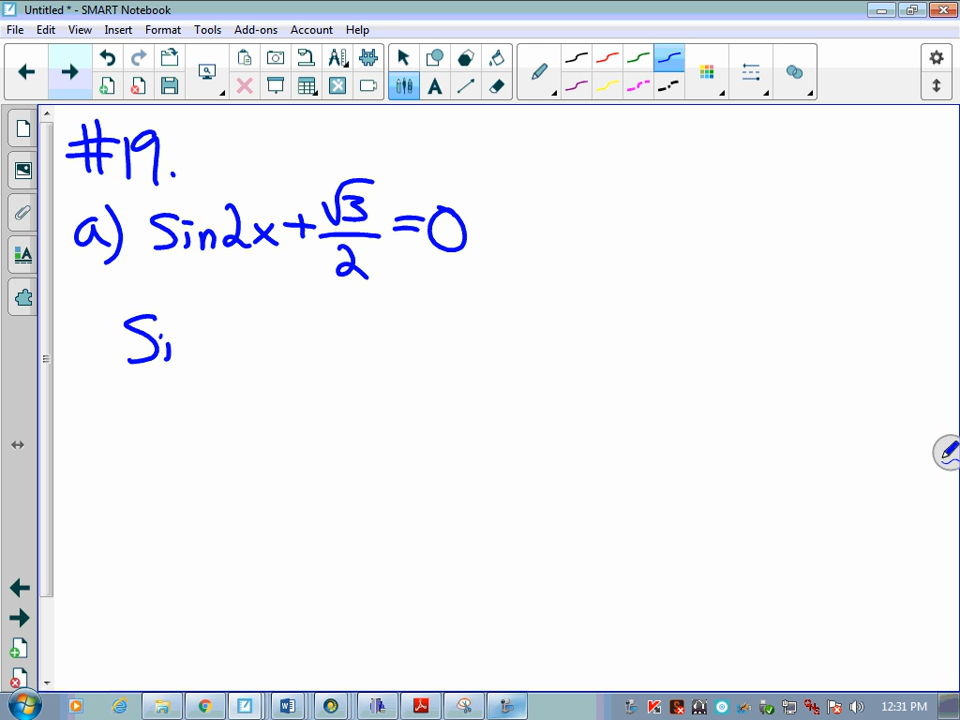 Untitled * - SMART Notebook
File Edit View Insert Format Tools Add-ons Account Help
#19.
a) sin2x + √3/2 = 0
Si
12:31 PM